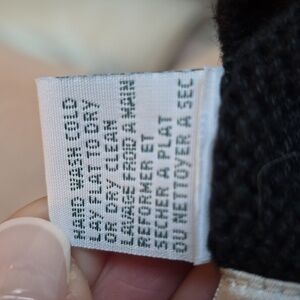 HAND WASH COLD
LAY FLAT TO DRY
OR DRY CLEAN
LAVAGE FROID A MAIN
REFORMER ET
SECHER A PLAT
OU NETTOYER A SEC